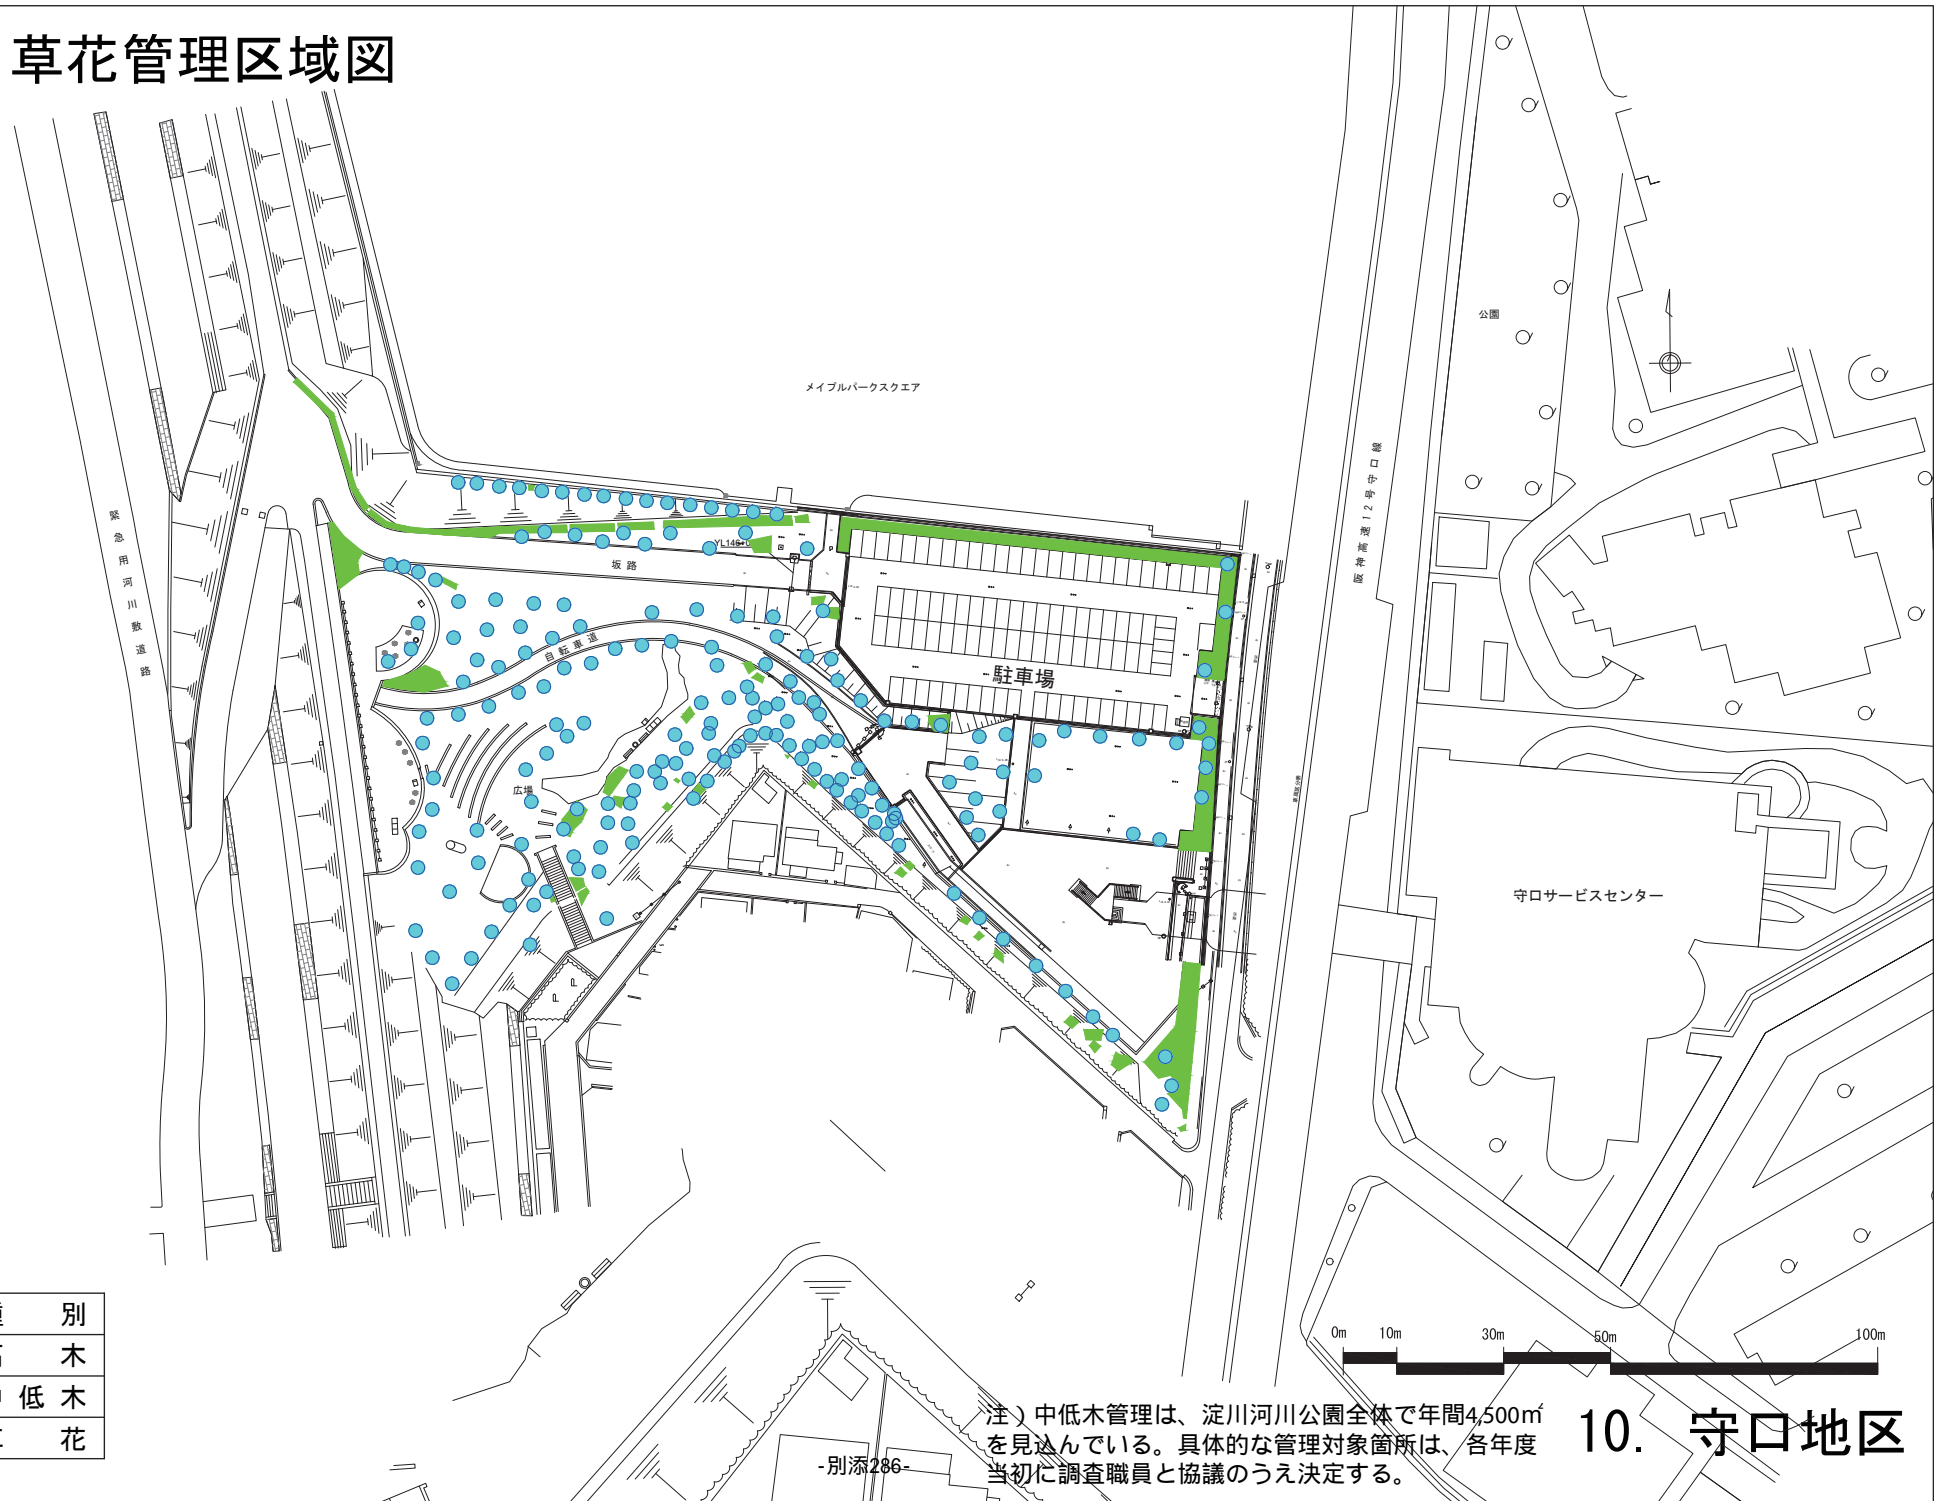 草花管理区域図
メイプルパークスクエア
公園
阪神高速12号守口線
緊急用河川敷道路
YL146+0
坂路
自転車道
駐車場
広場
守口サービスセンター
別
木
低木
花
0m 10m 30m 50m 100m
注）中低木管理は、淀川河川公園全体で年間4,500㎡
を見込んでいる。具体的な管理対象箇所は、各年度
当初に調査職員と協議のうえ決定する。
10. 守口地区
-別添286-